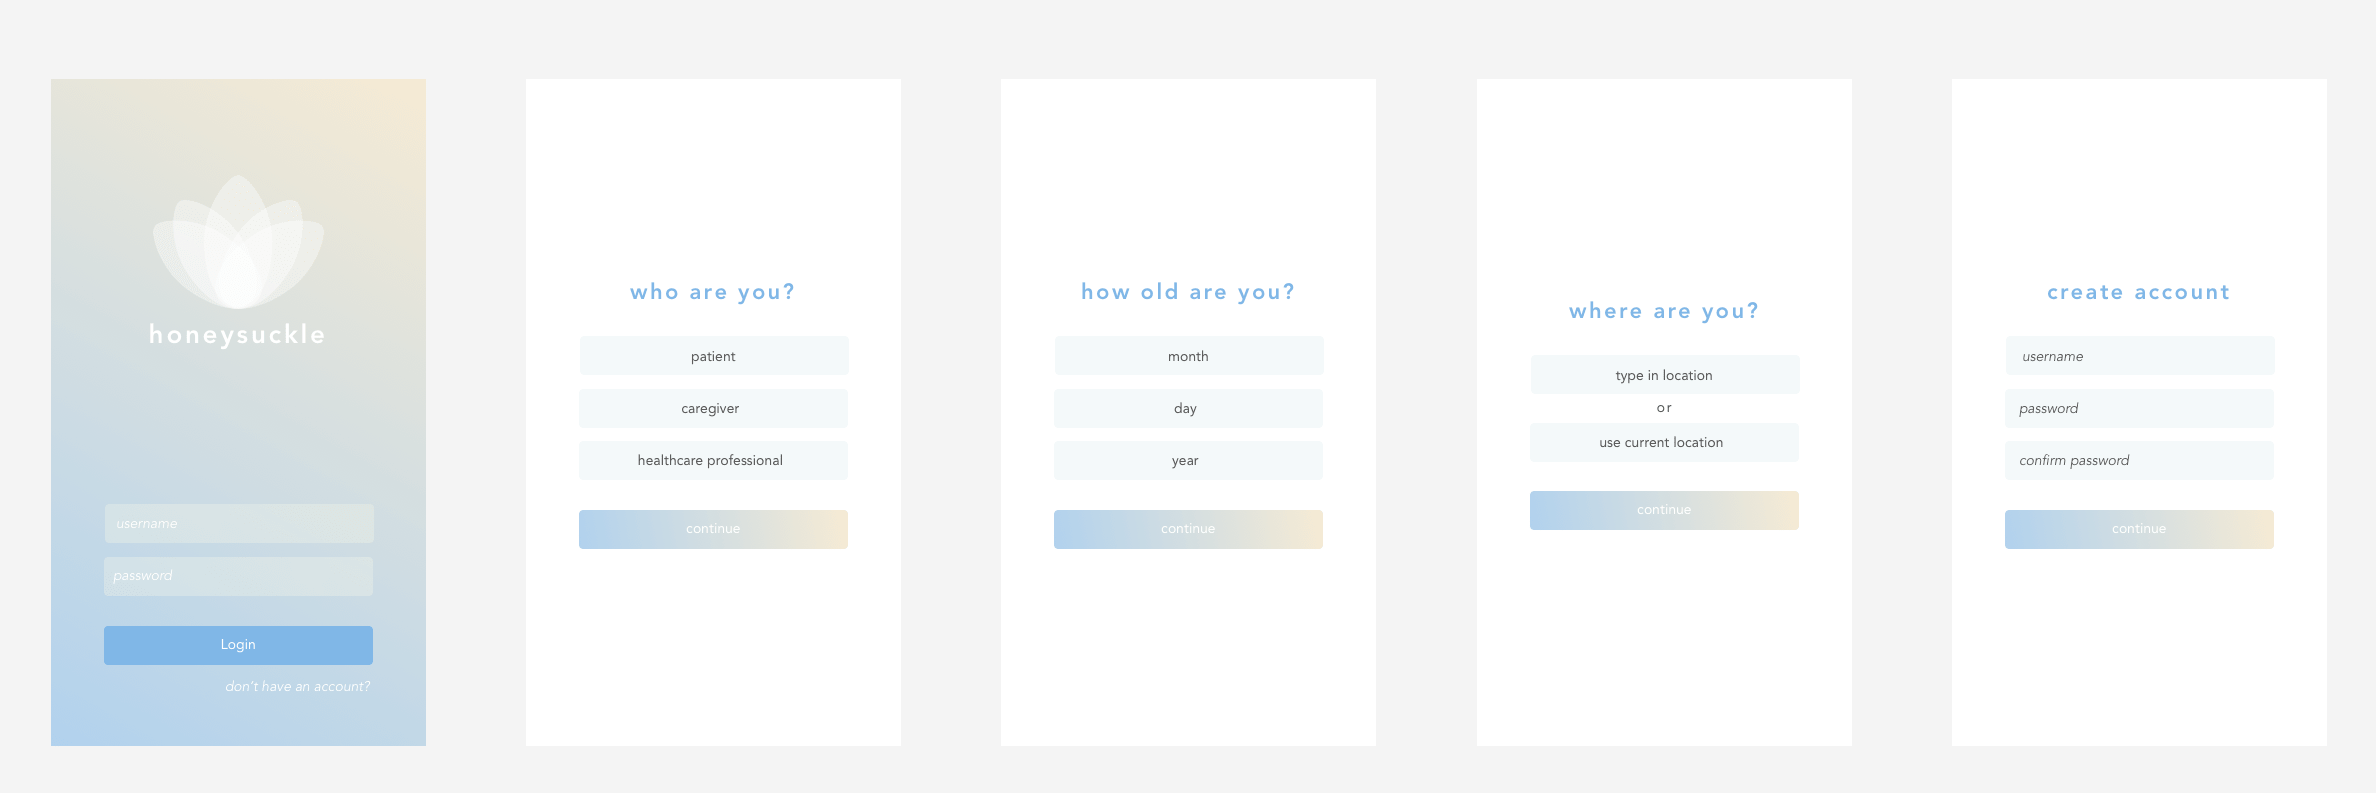 honeysuckle
username
password
Login
don't have an account?
who are you?
patient
caregiver
healthcare professional
continue
how old are you?
month
day
year
continue
where are you?
type in location
or
use current location
continue
create account
username
password
confirm password
continue